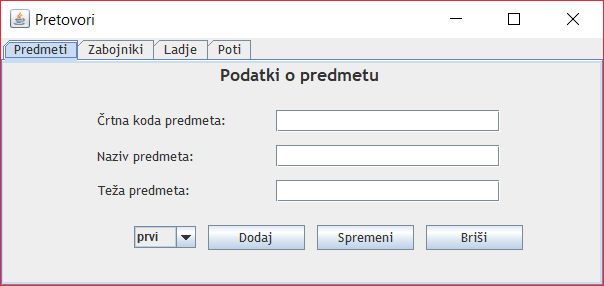 Pretovori
Predmeti Zabojniki Ladje Poti
Podatki o predmetu
Črtna koda predmeta:
Naziv predmeta:
Teža predmeta:
prvi Dodaj Spremeni Briši